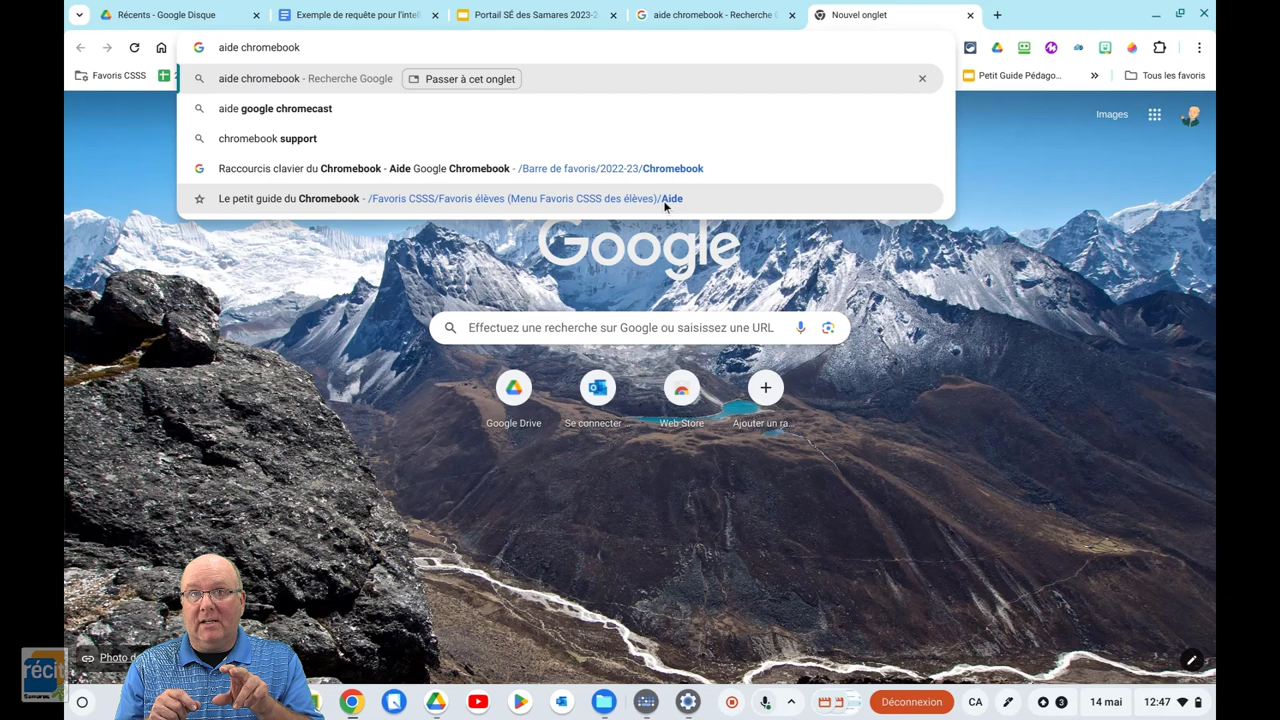 Récents - Google Disque
Exemple de requête pour l'intel
Portail SÉ des Samares 2023-2
aide chromebook - Recherche G
Nouvel onglet
aide chromebook
Favoris CSSS
Petit Guide Pédago...
Tous les favoris
aide chromebook - Recherche Google Passer à cet onglet
aide google chromecast
chromebook support
Raccourcis clavier du Chromebook - Aide Google Chromebook - /Barre de favoris/2022-23/Chromebook
Le petit guide du Chromebook - /Favoris CSSS/Favoris élèves (Menu Favoris CSSS des élèves)/Aide
Images
Google
Effectuez une recherche sur Google ou saisissez une URL
Google Drive
Se connecter ...
Web Store
Ajouter un ra...
Photo d
récit
Samares
Déconnexion
CA
3
14 mai
12:47